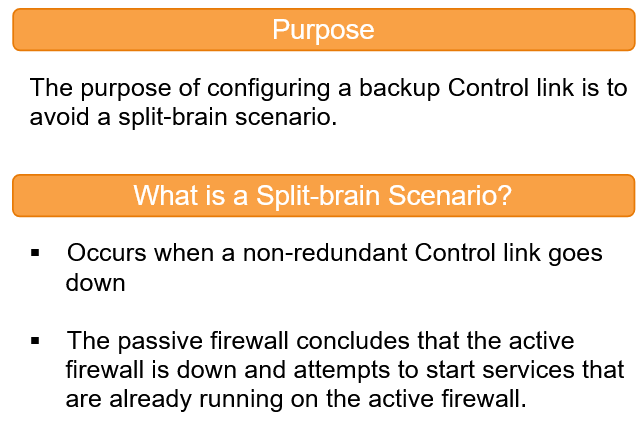 Purpose
The purpose of configuring a backup Control link is to
avoid a split-brain scenario.
What is a Split-brain Scenario?
▪ Occurs when a non-redundant Control link goes
down
▪ The passive firewall concludes that the active
firewall is down and attempts to start services that
are already running on the active firewall.